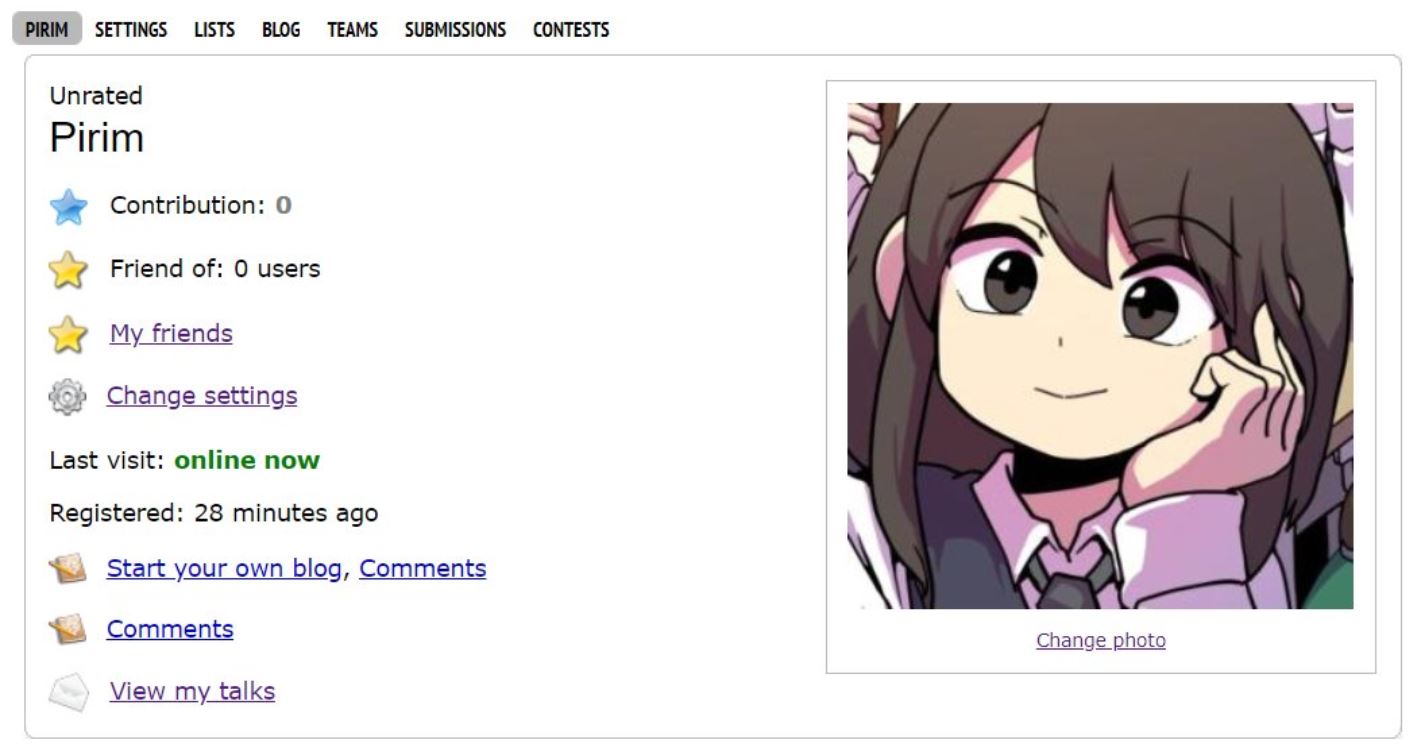 PIRIM SETTINGS LISTS BLOG TEAMS SUBMISSIONS CONTESTS
Unrated
Pirim
Contribution: 0
Friend of: 0 users
My friends
Change settings
Last visit: online now
Registered: 28 minutes ago
Start your own blog, Comments
Comments
View my talks
Change photo